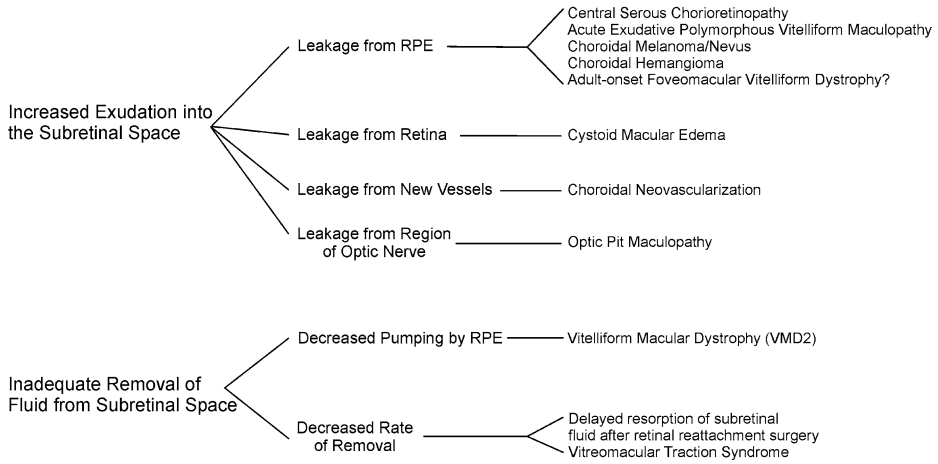 Increased Exudation into
the Subretinal Space
Leakage from RPE
Central Serous Chorioretinopathy
Acute Exudative Polymorphous Vitelliform Maculopathy
Choroidal Melanoma/Nevus
Choroidal Hemangioma
Adult-onset Foveomacular Vitelliform Dystrophy?
Leakage from Retina
Cystoid Macular Edema
Leakage from New Vessels
Choroidal Neovascularization
Leakage from Region
of Optic Nerve
Optic Pit Maculopathy
Inadequate Removal of
Fluid from Subretinal Space
Decreased Pumping by RPE
Vitelliform Macular Dystrophy (VMD2)
Decreased Rate
of Removal
Delayed resorption of subretinal
fluid after retinal reattachment surgery
Vitreomacular Traction Syndrome